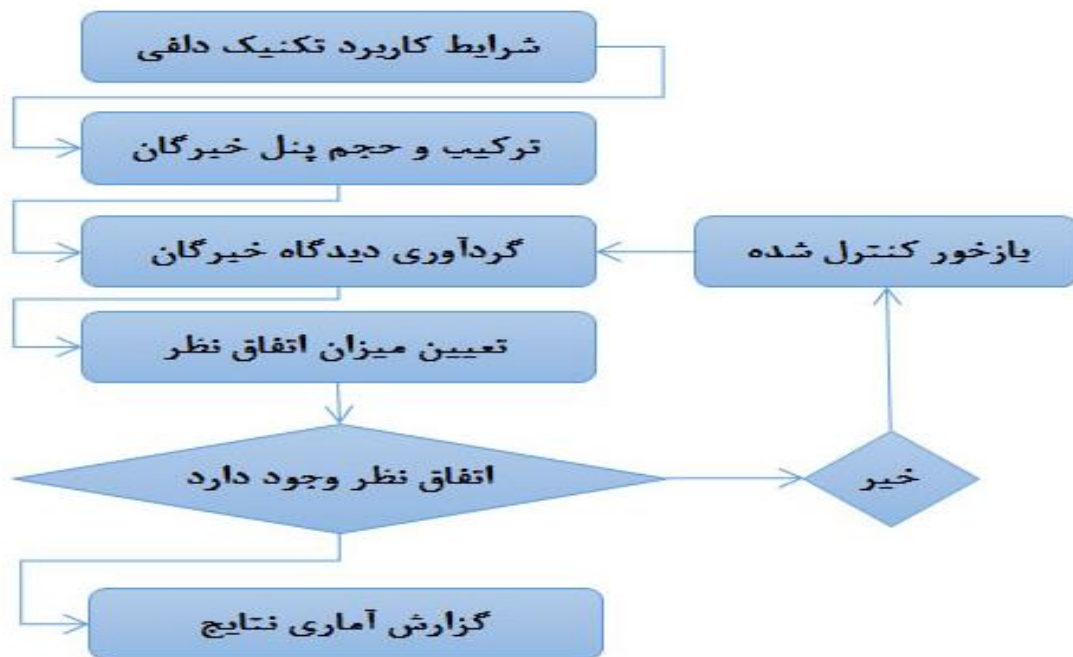 شرایط کاربرد تکنیک دلفی
ترکیب و حجم پنل خبرگان
گردآوری دیدگاه خبرگان
بازخور کنترل شده
تعیین میزان اتفاق نظر
اتفاق نظر وجود دارد
خیر
گزارش آماری نتایج